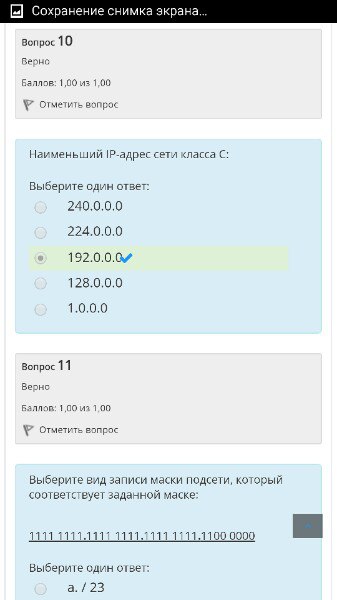 Сохранение снимка экрана...
Вопрос 10
Верно
Баллов: 1,00 из 1,00
Отметить вопрос
Наименьший IP-адрес сети класса C:
Выберите один ответ:
240.0.0.0
224.0.0.0
192.0.0.0
128.0.0.0
1.0.0.0
Вопрос 11
Верно
Баллов: 1,00 из 1,00
Отметить вопрос
Выберите вид записи маски подсети, который
соответствует заданной маске:
1111 1111.1111 1111.1111 1111.1100 0000
Выберите один ответ:
a. / 23